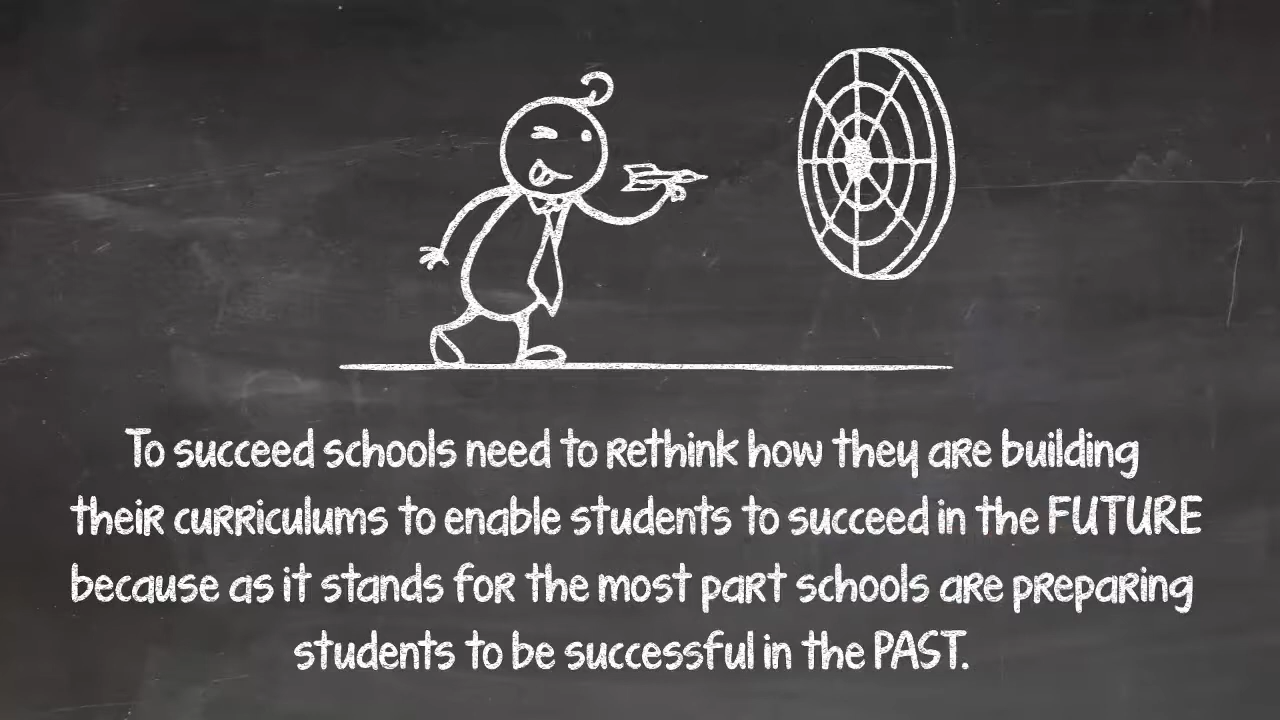 To succeed schools need to rethink how they are building
their curriculums to enable students to succeed in the FUTURE
because as it stands for the most part schools are preparing
students to be successful in the PAST.